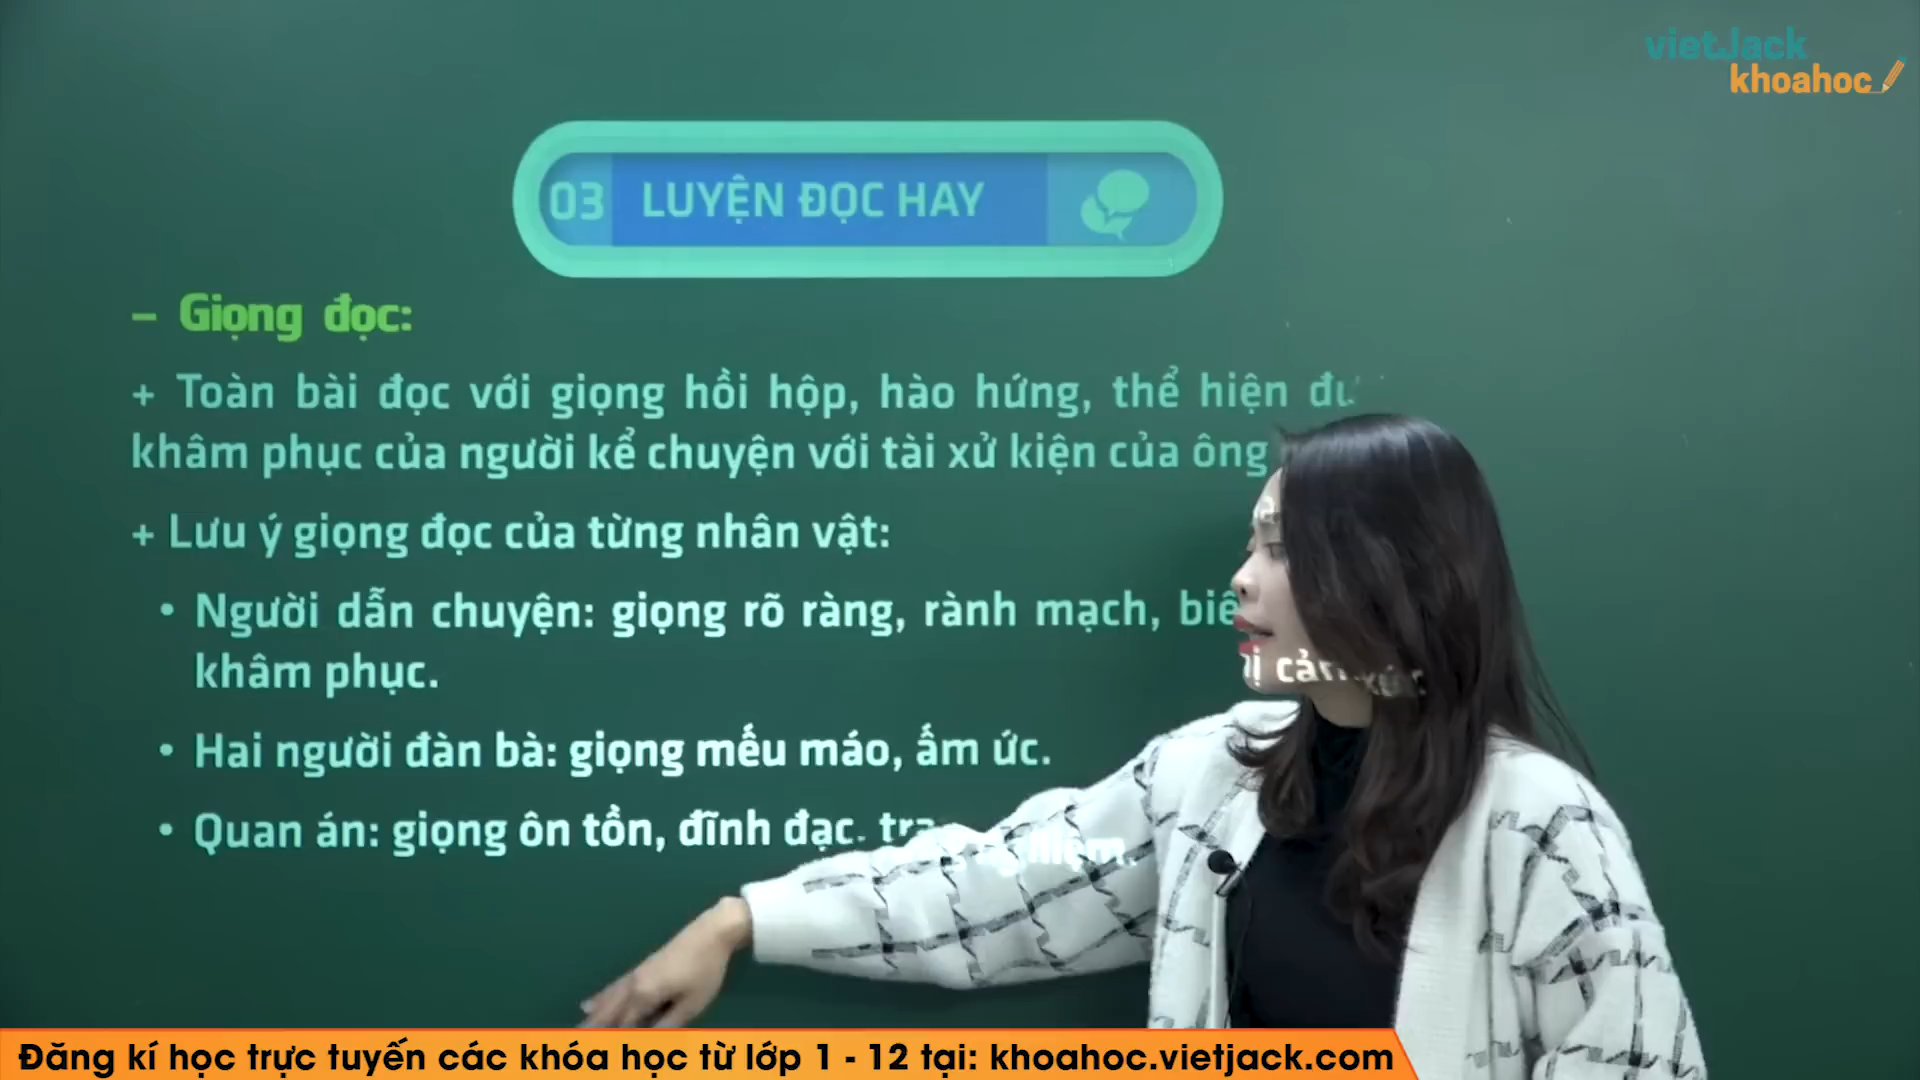 vietJack
khoahoc
03 LUYỆN ĐỌC HAY
– Giọng đọc:
+ Toàn bài đọc với giọng hồi hộp, hào hứng, thể hiện
khâm phục của người kể chuyện với tài xử kiện của ông
+ Lưu ý giọng đọc của từng nhân vật:
• Người dẫn chuyện: giọng rõ ràng, rành mạch,
khâm phục.
• Hai người đàn bà: giọng mếu máo, ấm ức.
• Quan án: giọng ôn tồn, đĩnh đạc,
Đăng kí học trực tuyến các khóa học từ lớp 1 - 12 tại: khoahoc.vietjack.com